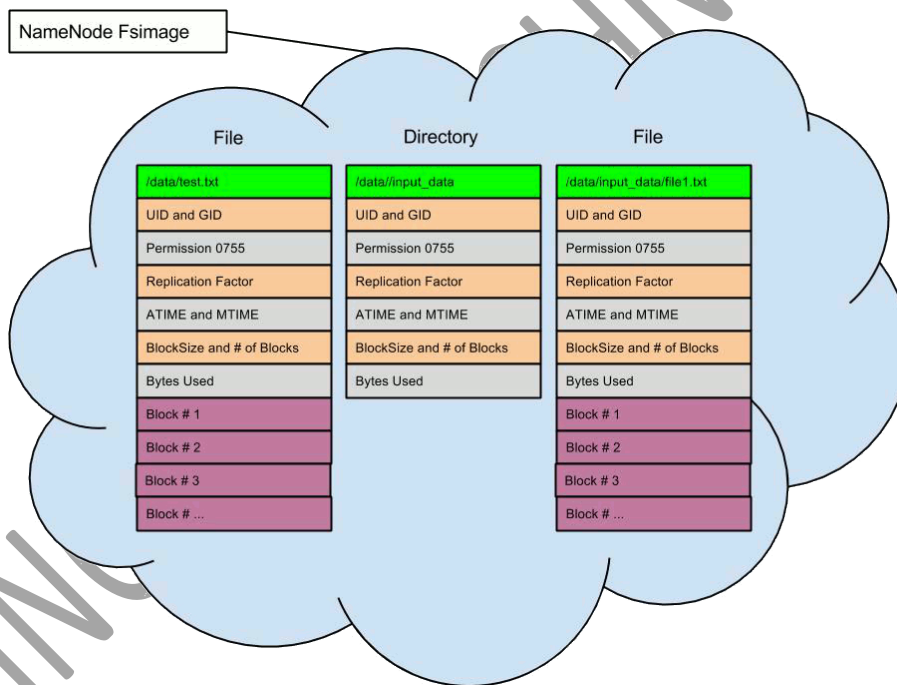 NameNode Fsimage
File
/data/test.txt
UID and GID
Permission 0755
Replication Factor
ATIME and MTIME
BlockSize and # of Blocks
Bytes Used
Block # 1
Block # 2
Block # 3
Block # ...
Directory
/data//input_data
UID and GID
Permission 0755
Replication Factor
ATIME and MTIME
BlockSize and # of Blocks
Bytes Used
File
/data/input_data/file1.txt
UID and GID
Permission 0755
Replication Factor
ATIME and MTIME
BlockSize and # of Blocks
Bytes Used
Block # 1
Block # 2
Block # 3
Block # ...